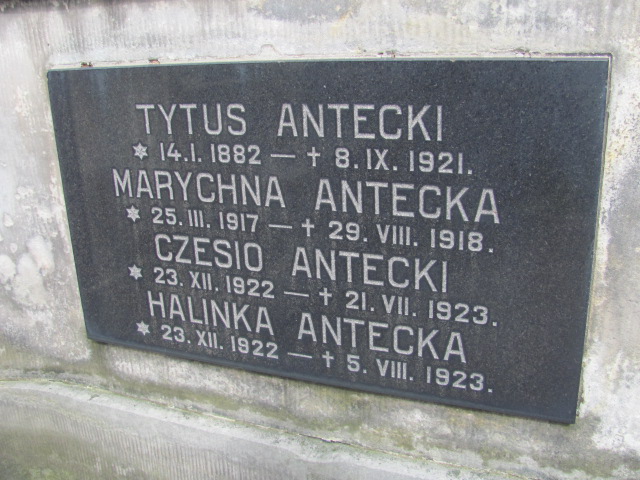 TYTUS ANTECKI
* 14.I. 1882 — † 8.IX. 1921.
MARYCHNA ANTECKA
* 25.III. 1917 — † 29.VIII. 1918.
CZESIO ANTECKI
* 23.XII. 1922 — † 21.VII. 1923.
HALINKA ANTECKA
* 23.XII. 1922 — † 5.VIII. 1923.